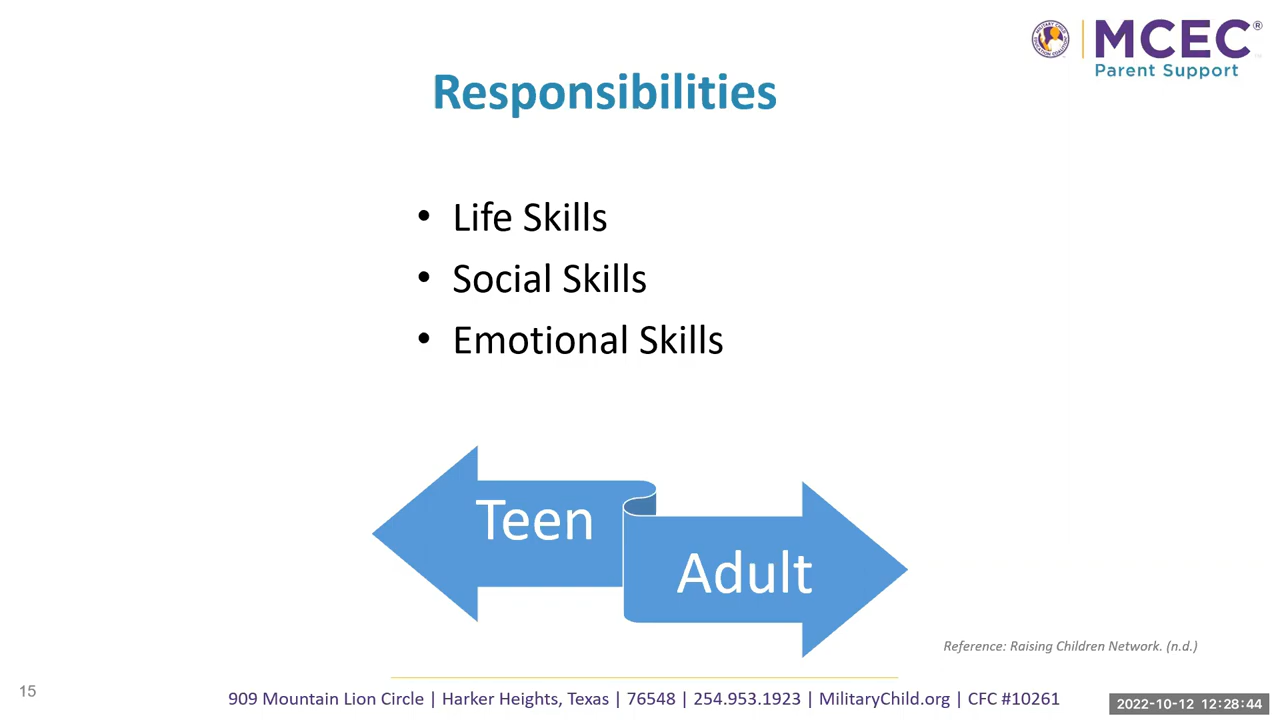 MCEC®
Parent Support
Responsibilities
• Life Skills
• Social Skills
• Emotional Skills
Teen
Adult
Reference: Raising Children Network. (n.d.)
15
909 Mountain Lion Circle | Harker Heights, Texas | 76548 | 254.953.1923 | MilitaryChild.org | CFC #10261
2022-10-12 12:28:44